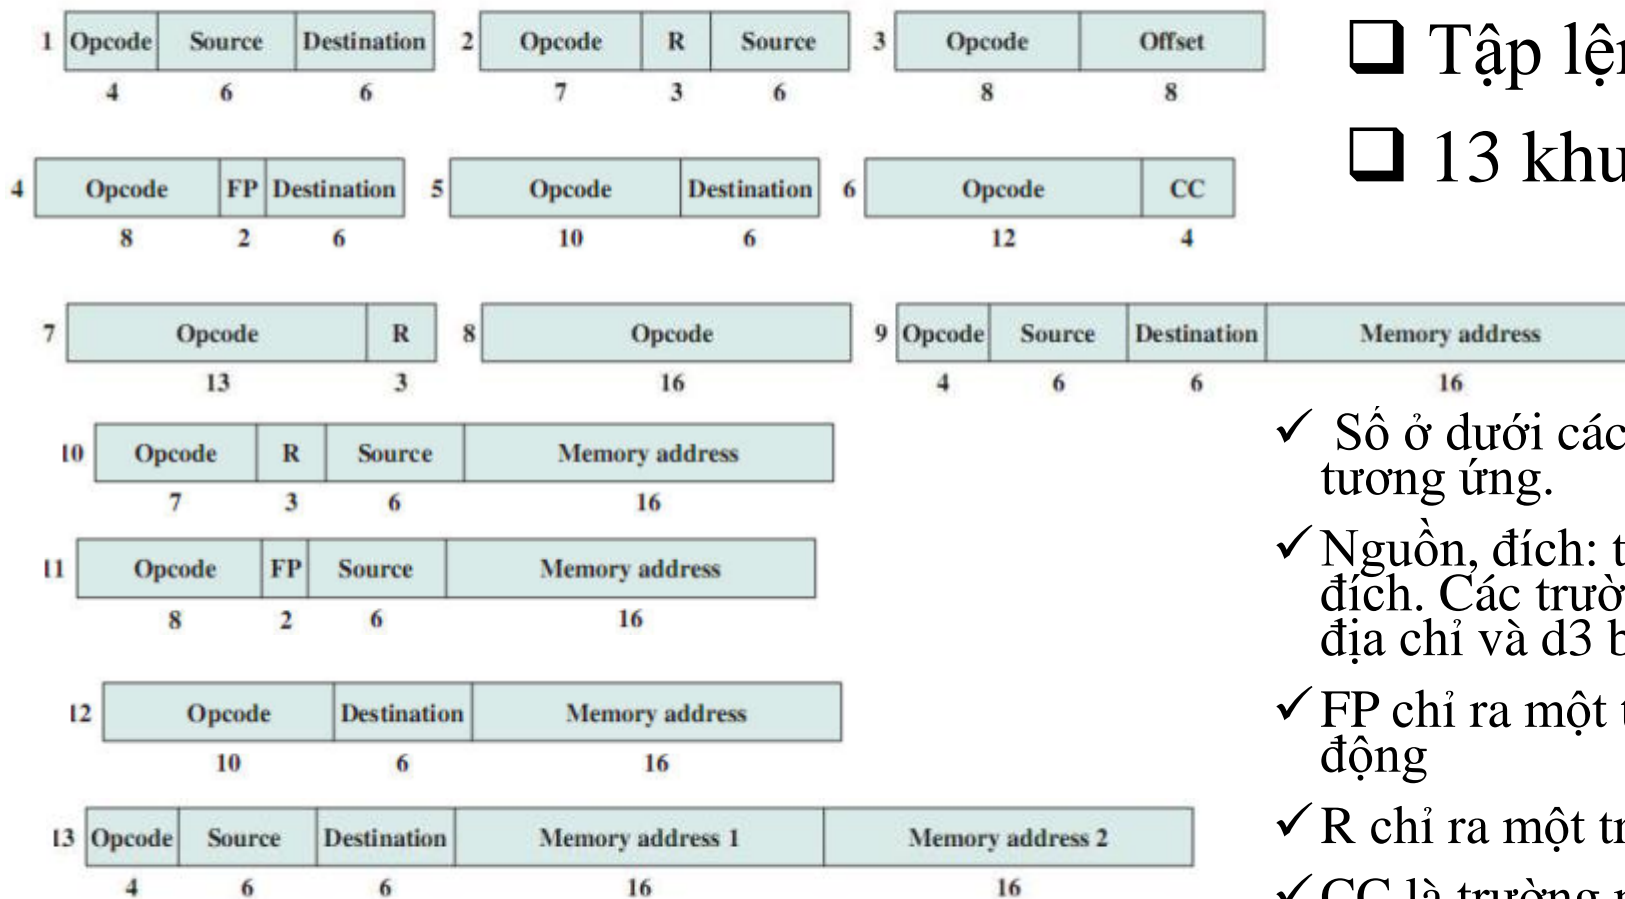 1 Opcode Source Destination 2 Opcode R Source 3 Opcode Offset
4 6 6 7 3 6 8 8
4 Opcode FP Destination 5 Opcode Destination 6 Opcode CC
8 2 6 10 6 12 4
7 Opcode R 8 Opcode 9 Opcode Source Destination Memory address
13 3 16 4 6 6 16
10 Opcode R Source Memory address
7 3 6 16
11 Opcode FP Source Memory address
8 2 6 16
12 Opcode Destination Memory address
10 6 16
13 Opcode Source Destination Memory address 1 Memory address 2
4 6 6 16 16
Tập
13
Số ở dưới các
tương ứng.
Nguồn, đích:
đích. Các
địa chỉ và d3
FP chỉ ra một
động
R chỉ ra một
CC là trường